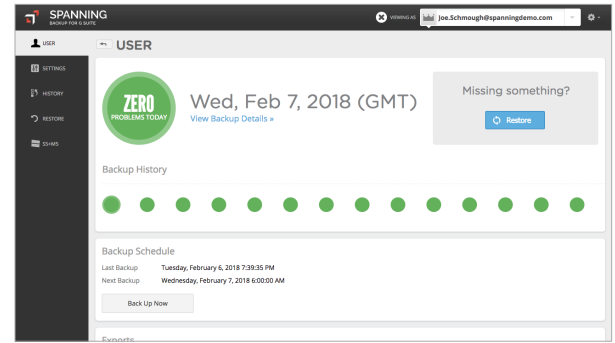 SPANNING
BACKUP FOR G SUITE
VIEWING AS
Joe.Schmough@spanningdemo.com
USER
SETTINGS
HISTORY
RESTORE
SS+MS
USER
ZERO
PROBLEMS TODAY
Wed, Feb 7, 2018 (GMT)
View Backup Details »
Missing something?
Restore
Backup History
Backup Schedule
Last Backup Tuesday, February 6, 2018 7:39:35 PM
Next Backup Wednesday, February 7, 2018 6:00:00 AM
Back Up Now
Exports